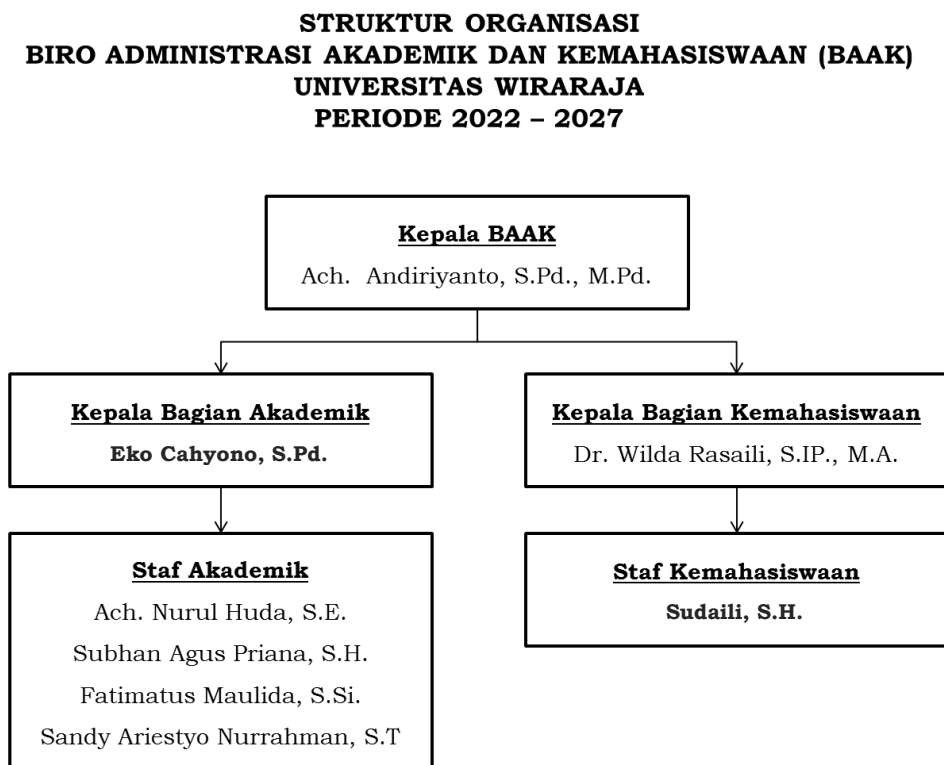 STRUKTUR ORGANISASI
BIRO ADMINISTRASI AKADEMIK DAN KEMAHASISWAAN (BAAK)
UNIVERSITAS WIRARAJA
PERIODE 2022 – 2027
Kepala BAAK
Ach. Andiriyanto, S.Pd., M.Pd.
Kepala Bagian Akademik
Eko Cahyono, S.Pd.
Kepala Bagian Kemahasiswaan
Dr. Wilda Rasaili, S.IP., M.A.
Staf Akademik
Ach. Nurul Huda, S.E.
Subhan Agus Priana, S.H.
Fatimatus Maulida, S.Si.
Sandy Ariestyo Nurrahman, S.T
Staf Kemahasiswaan
Sudaili, S.H.